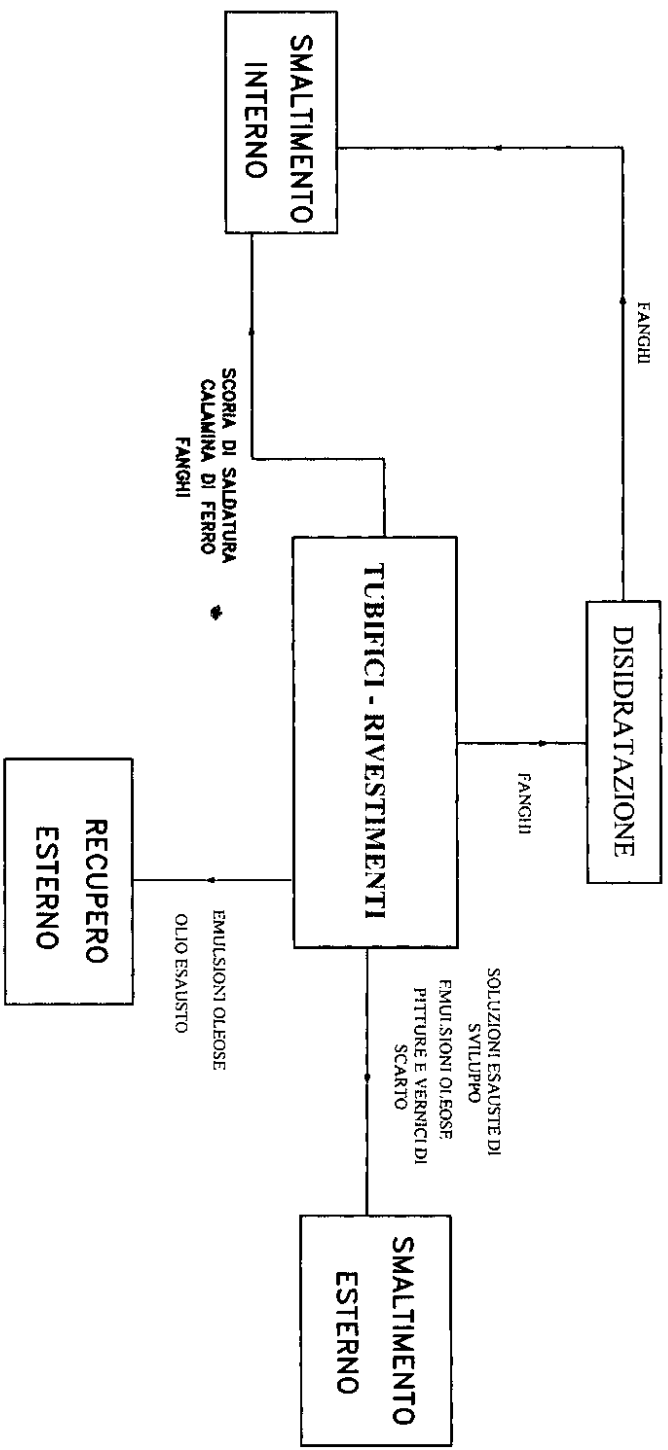 FANGHI
DISIDRATAZIONE
FANGHI
SMALTIMENTO
INTERNO
SCORIA DI SALDATURA
CALAMINA DI FERRO
FANGHI
TUBIFICI - RIVESTIMENTI
SOLUZIONI ESAUSTE DI
SVILUPPO
EMULSIONI OLEOSE
PITTURE E VERNICI DI
SCARTO
SMALTIMENTO
ESTERNO
EMULSIONI OLEOSE
OLIO ESAUSTO
RECUPERO
ESTERNO